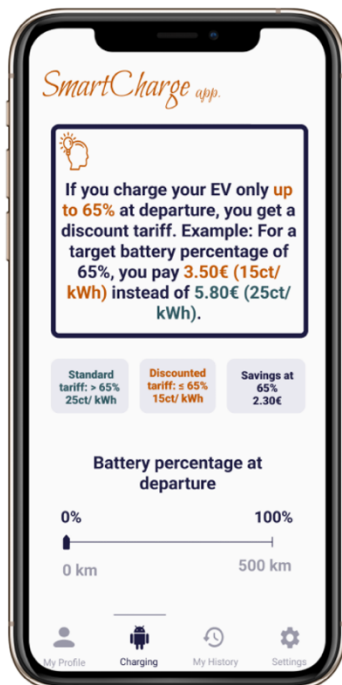 SmartCharge app.
If you charge your EV only up
to 65% at departure, you get a
discount tariff. Example: For a
target battery percentage of
65%, you pay 3.50€ (15ct/
kWh) instead of 5.80€ (25ct/
kWh).
Standard
tariff: > 65%
25ct/ kWh
Discounted
tariff: ≤ 65%
15ct/ kWh
Savings at
65%
2.30€
Battery percentage at
departure
0% 100%
0 km 500 km
My Profile Charging My History Settings